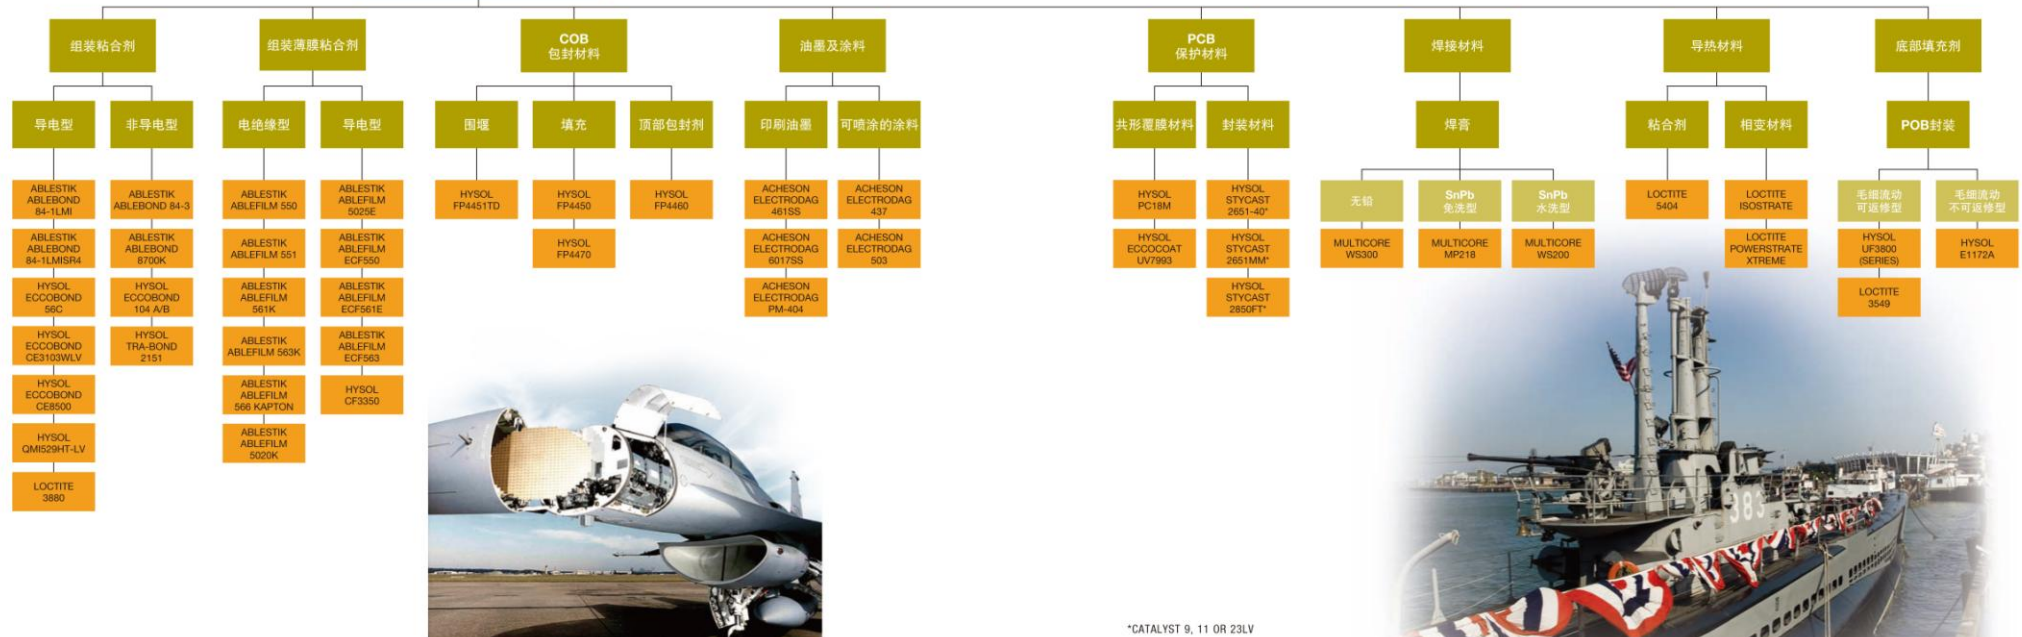 组装粘合剂
组装薄膜粘合剂
COB
包封材料
油墨及涂料
PCB
保护材料
焊接材料
导热材料
底部填充剂
导电型
非导电型
电绝缘型
导电型
围堰
填充
顶部包封剂
印刷油墨
可喷涂的涂料
共形覆膜材料
封装材料
焊膏
粘合剂
相变材料
POB封装
ABLESTIK
ABLEBOND
84-1LMI
ABLESTIK
ABLEBOND
84-1LMISR4
HYSOL
ECCOBOND
56C
HYSOL
ECCOBOND
CE3103WLV
HYSOL
ECCOBOND
CE8500
HYSOL
QMI529HT-LV
LOCTITE
3880
ABLESTIK
ABLEBOND 84-3
ABLESTIK
ABLEBOND
8700K
HYSOL
ECCOBOND
104 A/B
HYSOL
TRA-BOND
2151
ABLESTIK
ABLEFILM 550
ABLESTIK
ABLEFILM 551
ABLESTIK
ABLEFILM
561K
ABLESTIK
ABLEFILM 563K
ABLESTIK
ABLEFILM
566 KAPTON
ABLESTIK
ABLEFILM
5020K
ABLESTIK
ABLEFILM
5025E
ABLESTIK
ABLEFILM
ECF550
ABLESTIK
ABLEFILM
ECF561E
ABLESTIK
ABLEFILM
ECF563
HYSOL
CF3350
HYSOL
FP4451TD
HYSOL
FP4450
HYSOL
FP4470
HYSOL
FP4460
ACHESON
ELECTRODAG
461SS
ACHESON
ELECTRODAG
6017SS
ACHESON
ELECTRODAG
PM-404
ACHESON
ELECTRODAG
437
ACHESON
ELECTRODAG
503
HYSOL
PC18M
HYSOL
ECCOCOAT
UV7993
HYSOL
STYCAST
2651-40*
HYSOL
STYCAST
2651MM*
HYSOL
STYCAST
2850FT*
无铅
MULTICORE
WS300
SnPb
免洗型
MULTICORE
MP218
SnPb
水洗型
MULTICORE
WS200
LOCTITE
5404
LOCTITE
ISOSTRATE
LOCTITE
POWERSTRATE
XTREME
毛细流动
可返修型
HYSOL
UF3800
(SERIES)
LOCTITE
3549
毛细流动
不可返修型
HYSOL
E1172A
383
*CATALYST 9, 11 OR 23LV